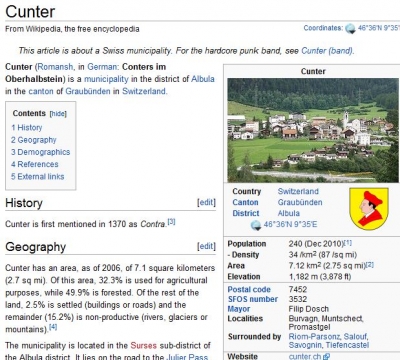 Cunter
From Wikipedia, the free encyclopedia
Coordinates: 46°36′N 9°35′E
This article is about a Swiss municipality. For the hardcore punk band, see Cunter (band).
Cunter (Romansh, in German: Conters im
Oberhalbstein) is a municipality in the district of Albula
in the canton of Graubünden in Switzerland.
Contents [hide]
1 History
2 Geography
3 Demographics
4 References
5 External links
History [edit]
Cunter is first mentioned in 1370 as Contra.[3]
Geography [edit]
Cunter has an area, as of 2006, of 7.1 square kilometers
(2.7 sq mi). Of this area, 32.3% is used for agricultural
purposes, while 49.9% is forested. Of the rest of the
land, 2.5% is settled (buildings or roads) and the
remainder (15.2%) is non-productive (rivers, glaciers or
mountains).[4]
The municipality is located in the Surses sub-district of
the Albula district. It lies on the road to the Julier Pass
Cunter
Country Switzerland
Canton Graubünden
District Albula
46°36′N 9°35′E
Population 240 (Dec 2010)[1]
- Density 34 /km² (87 /sq mi)
Area 7.12 km² (2.75 sq mi)[2]
Elevation 1,182 m (3,878 ft)
Postal code 7452
SFOS number 3532
Mayor Filip Dosch
Localities Burvagn, Muntschect,
Promastgel
Surrounded by Riom-Parsonz, Salouf,
Savognin, Tiefencastel
Website cunter.ch